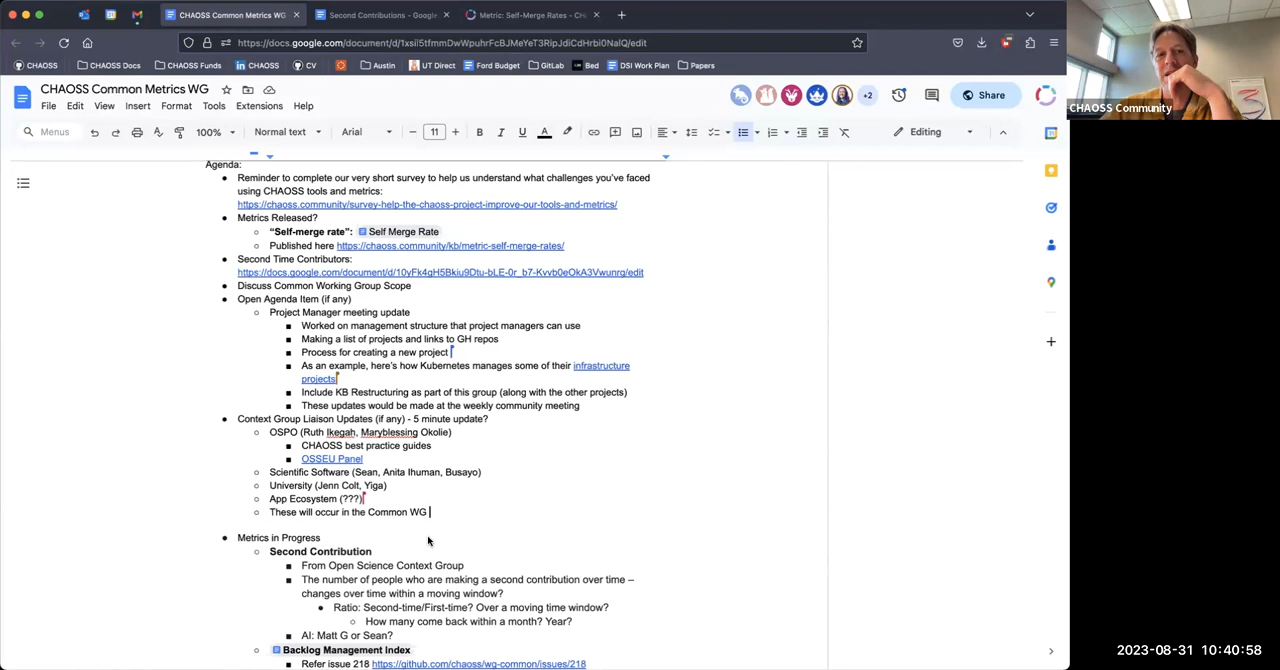 CHAOSS Common Metrics WG
Second Contributions - Google
Metric: Self-Merge Rates - CH
https://docs.google.com/document/d/1xsiI5tfmmDwWpuhrFcBJMeYeT3RipJdiCdHrbi0NalQ/edit
CHAOSS
CHAOSS Docs
CHAOSS Funds
CHAOSS
CV
Austin
UT Direct
Ford Budget
GitLab
Bed
DSI Work Plan
Papers
CHAOSS Common Metrics WG
File Edit View Insert Format Tools Extensions Help
+2
Share
CHAOSS Community
Menus
100%
Normal text
Arial
11
Editing
Agenda:
Reminder to complete our very short survey to help us understand what challenges you've faced
using CHAOSS tools and metrics:
https://chaoss.community/survey-help-the-chaoss-project-improve-our-tools-and-metrics/
Metrics Released?
“Self-merge rate”: Self Merge Rate
Published here https://chaoss.community/kb/metric-self-merge-rates/
Second Time Contributors:
https://docs.google.com/document/d/10yFk4gH5Bkiu9Dtu-bLE-0r_b7-Kvvb0eOkA3Vwunrg/edit
Discuss Common Working Group Scope
Open Agenda Item (if any)
Project Manager meeting update
Worked on management structure that project managers can use
Making a list of projects and links to GH repos
Process for creating a new project
As an example, here's how Kubernetes manages some of their infrastructure
projects
Include KB Restructuring as part of this group (along with the other projects)
These updates would be made at the weekly community meeting
Context Group Liaison Updates (if any) - 5 minute update?
OSPO (Ruth Ikegah, Maryblessing Okolie)
CHAOSS best practice guides
OSSEU Panel
Scientific Software (Sean, Anita Ihuman, Busayo)
University (Jenn Colt, Yiga)
App Ecosystem (???)
These will occur in the Common WG
Metrics in Progress
Second Contribution
From Open Science Context Group
The number of people who are making a second contribution over time –
changes over time within a moving window?
Ratio: Second-time/First-time? Over a moving time window?
How many come back within a month? Year?
AI: Matt G or Sean?
Backlog Management Index
Refer issue 218 https://github.com/chaoss/wg-common/issues/218
2023-08-31 10:40:58